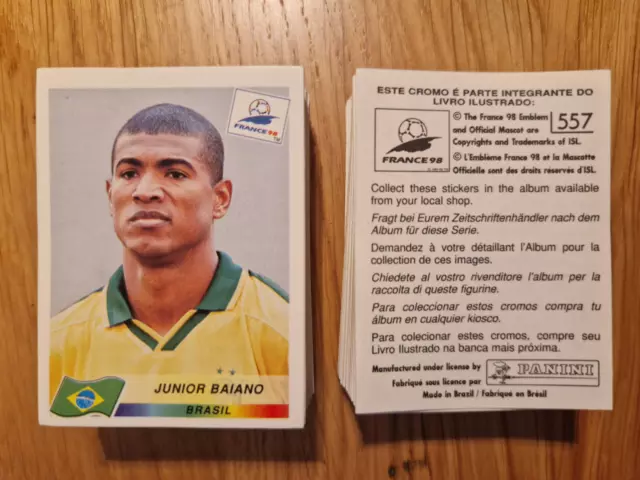 FRANCE 98
TM
JUNIOR BAIANO
BRASIL
ESTE CROMO É PARTE INTEGRANTE DO
LIVRO ILUSTRADO:
FRANCE 98
© The France 98 Emblem
and Official Mascot are
Copyrights and Trademarks of ISL.
557
© L'Emblème France 98 et la Mascotte
Officielle sont des droits réservés d'ISL.
Collect these stickers in the album available
from your local shop.
Fragt bei Eurem Zeitschriftenhändler nach dem
Album für diese Serie.
Demandez à votre détaillant l'Album pour la
collection de ces images.
Chiedete al vostro rivenditore l'album per la
raccolta di queste figurine.
Para coleccionar estos cromos compra tu
álbum en cualquier kiosco.
Para colecionar estes cromos, compre seu
Livro Ilustrado na banca mais próxima.
Manufactured under license by
Fabriqué sous licence par
PANINI
Made in Brazil / Fabriqué en Brésil